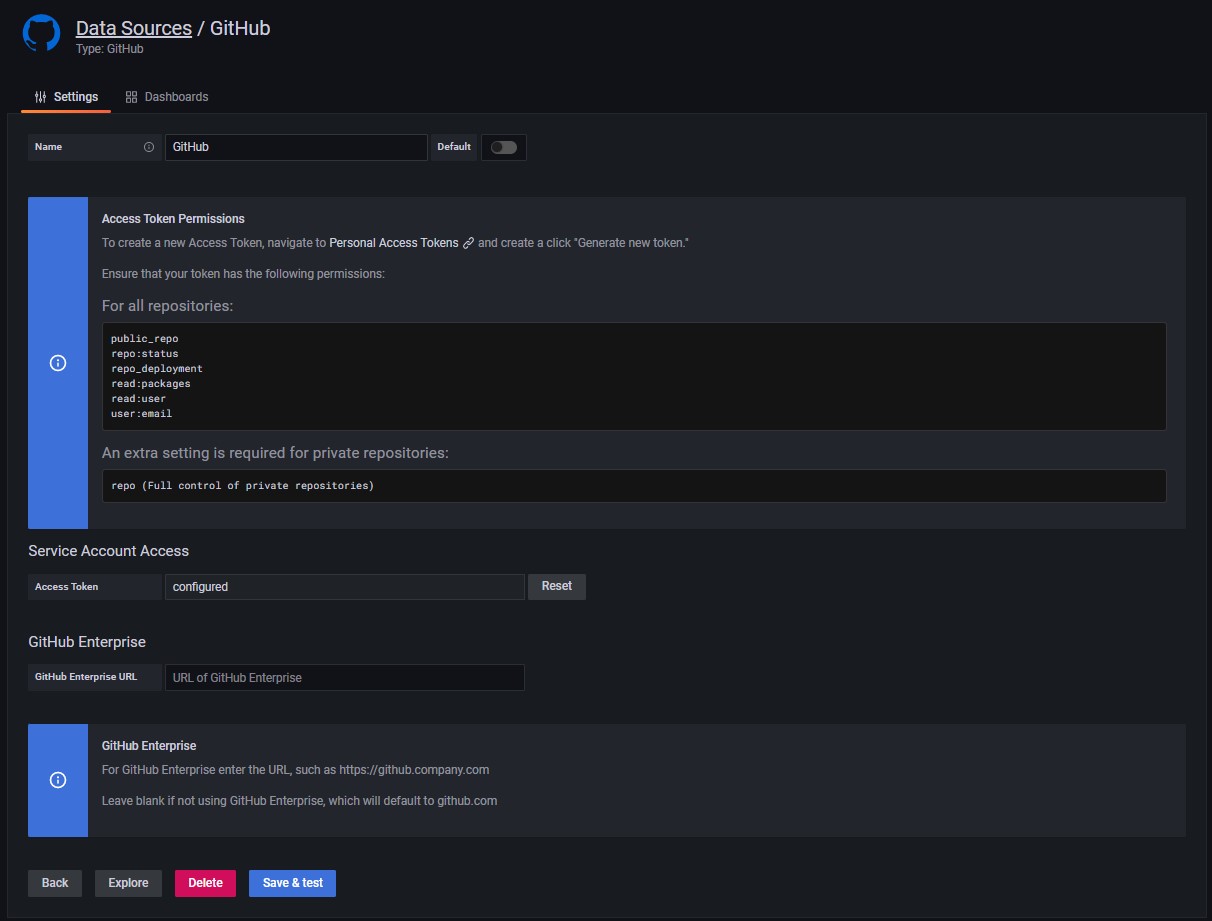 Data Sources / GitHub
Type: GitHub
Settings Dashboards
Name GitHub Default
Access Token Permissions
To create a new Access Token, navigate to Personal Access Tokens and create a click "Generate new token."
Ensure that your token has the following permissions:
For all repositories:
public_repo
repo:status
repo_deployment
read:packages
read:user
user:email
An extra setting is required for private repositories:
repo (Full control of private repositories)
Service Account Access
Access Token configured Reset
GitHub Enterprise
GitHub Enterprise URL URL of GitHub Enterprise
GitHub Enterprise
For GitHub Enterprise enter the URL, such as https://github.company.com
Leave blank if not using GitHub Enterprise, which will default to github.com
Back Explore Delete Save & test